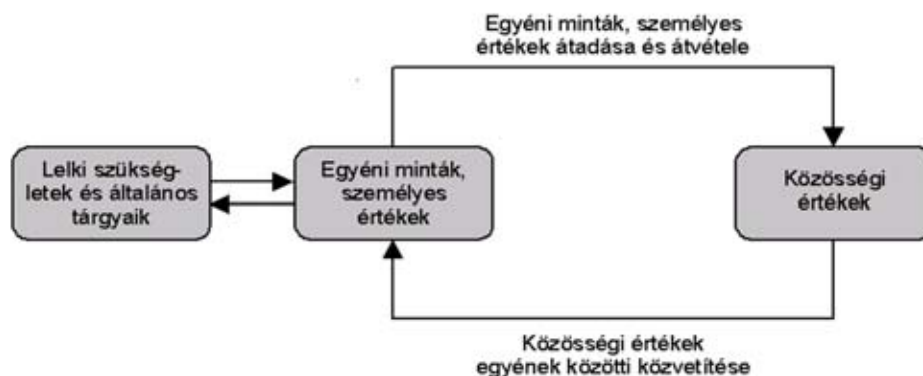 Egyéni minták, személyes
értékek átadása és átvétele
Lelki szükség-
letek és általános
tárgyaik
Egyéni minták,
személyes
értékek
Közösségi
értékek
Közösségi értékek
egyének közötti közvetítése